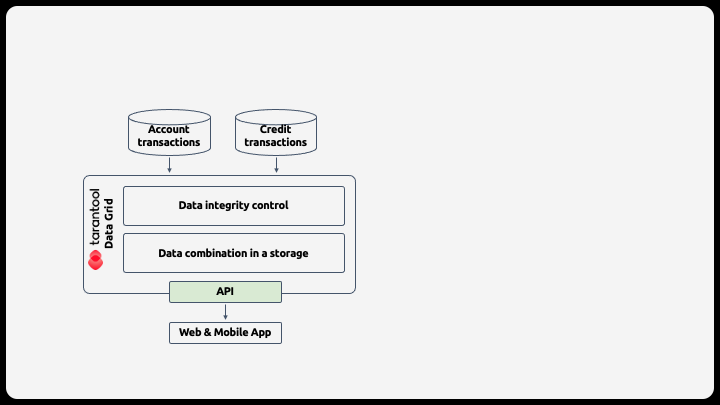 Account
transactions
Credit
transactions
tarantool
Data Grid
Data integrity control
Data combination in a storage
API
Web & Mobile App